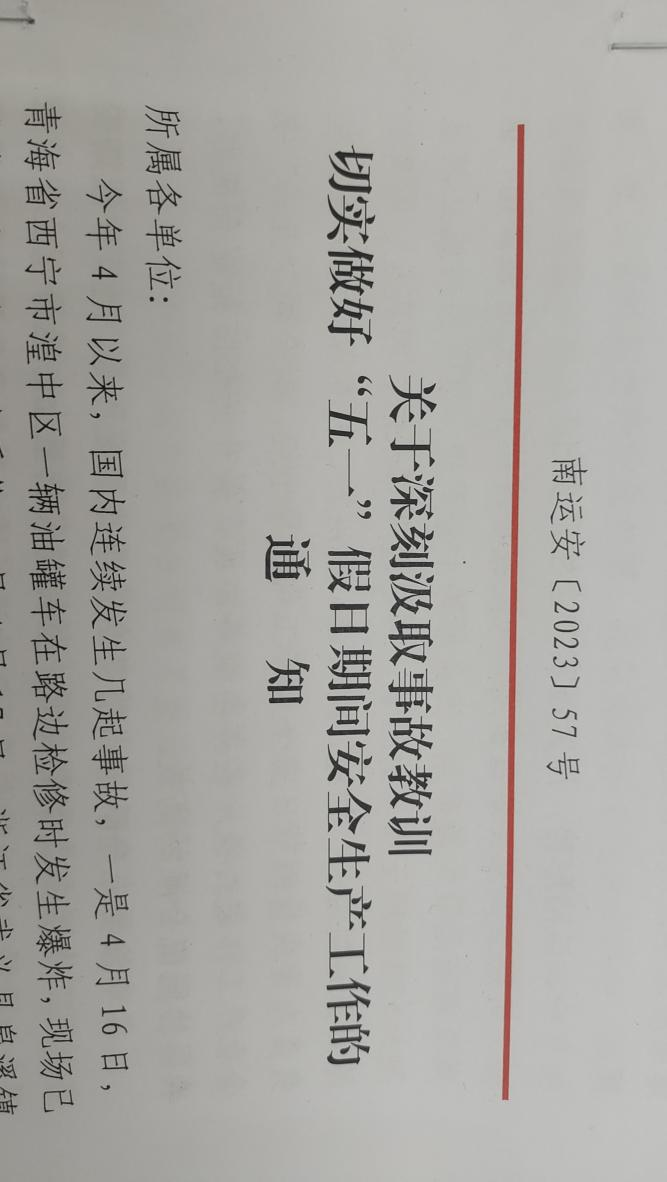 南运安〔2023〕57号
关于深刻汲取事故教训
切实做好“五一”假日期间安全生产工作的
通 知
所属各单位：
今年4月以来，国内连续发生几起事故，一是4月16日，
青海省西宁市湟中区一辆油罐车在路边检修时发生爆炸，现场已